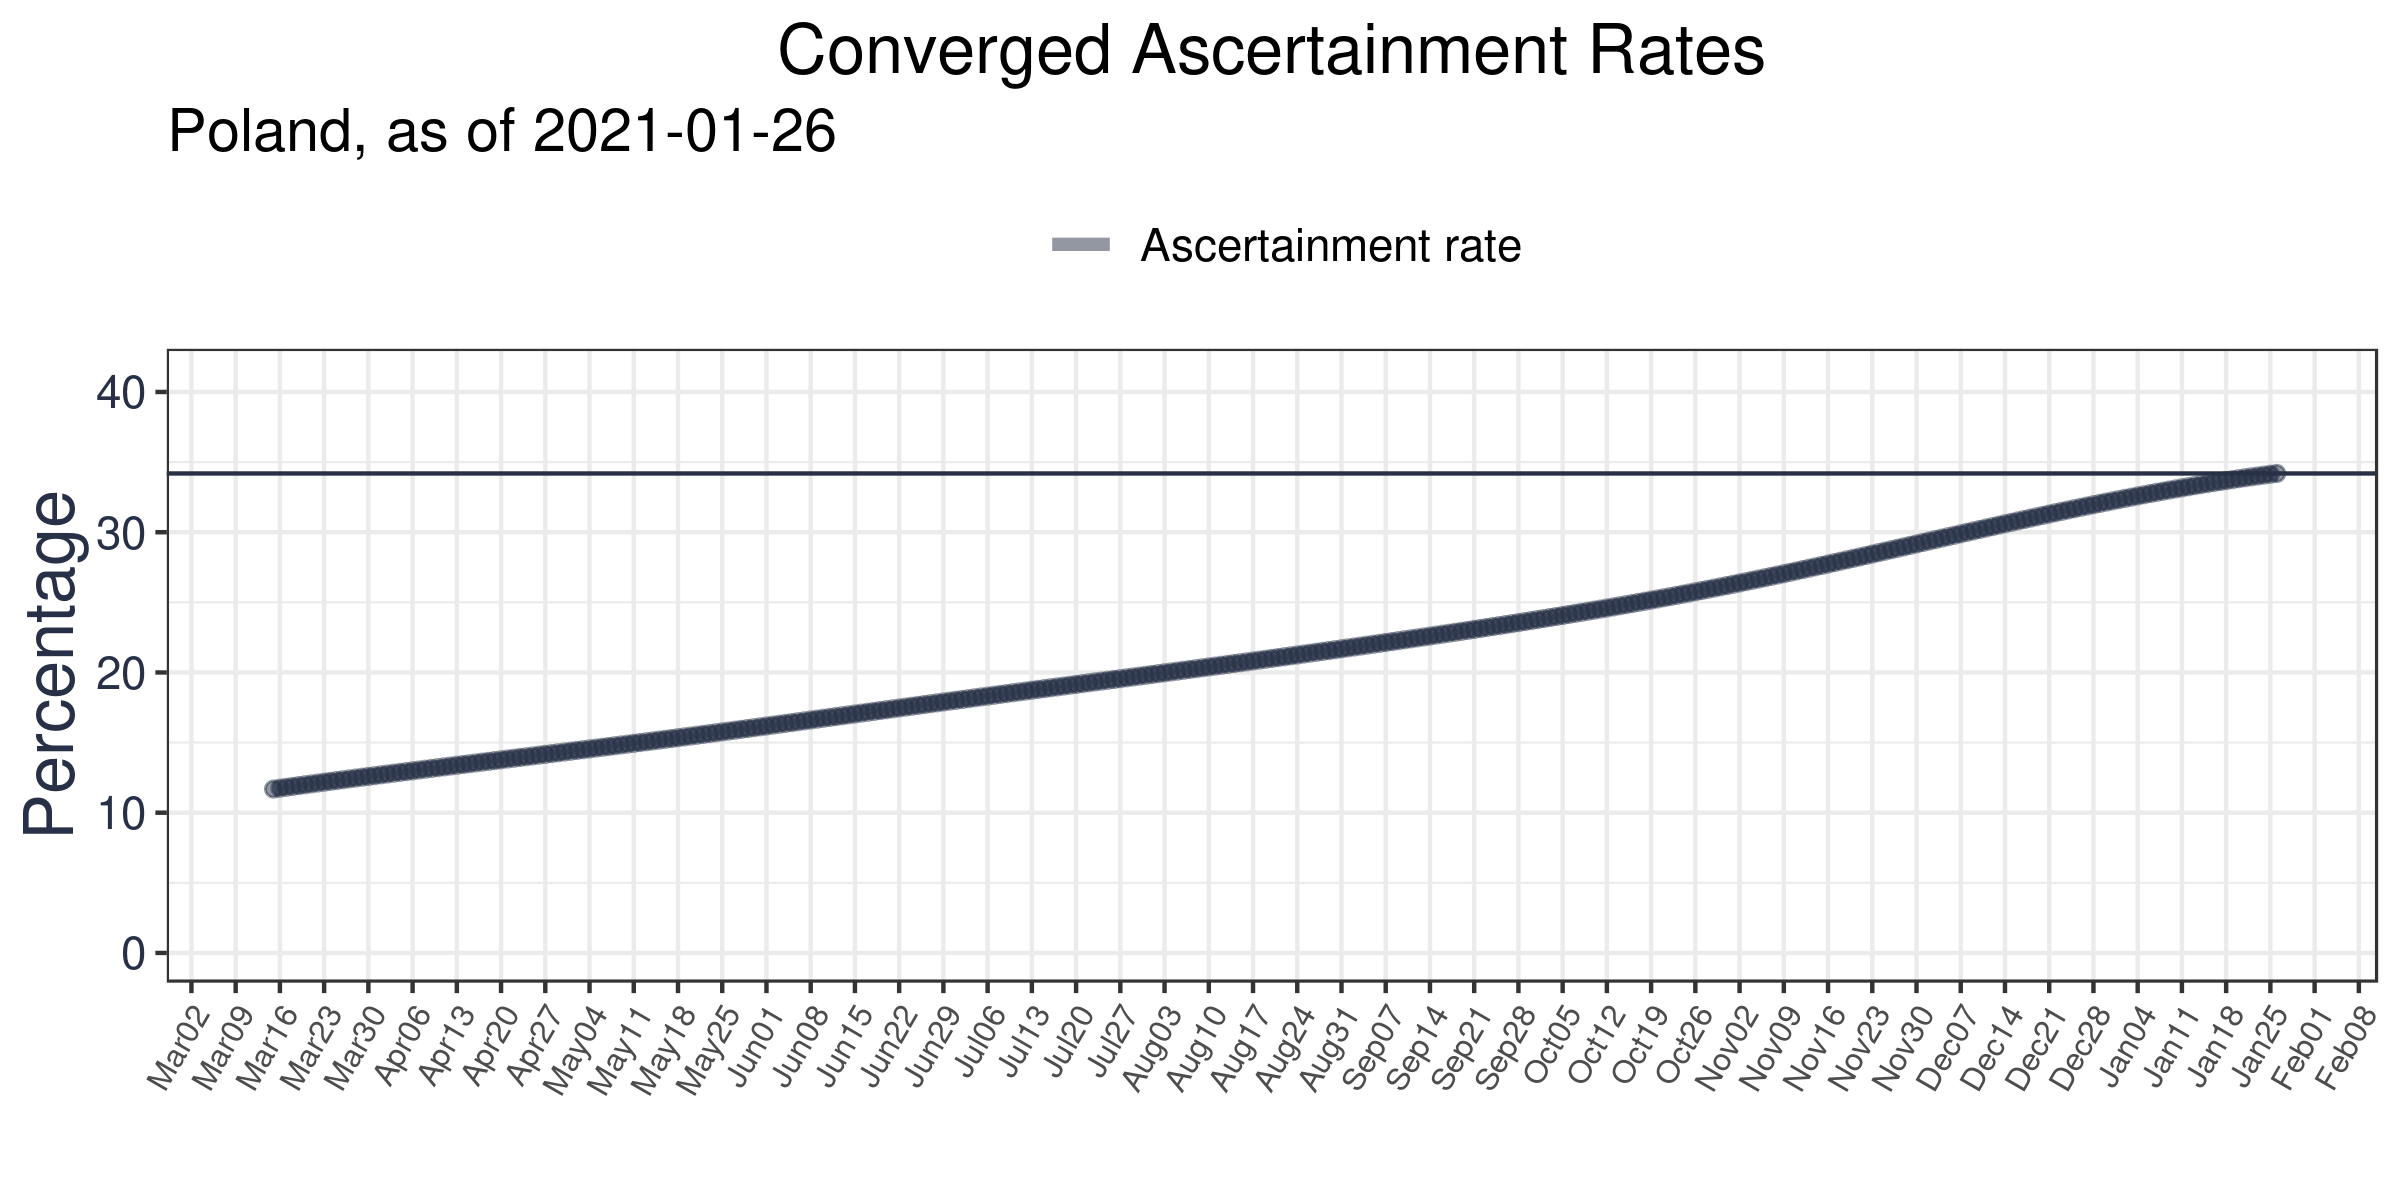 Converged Ascertainment Rates
Poland, as of 2021-01-26
Ascertainment rate
Percentage
40
30
20
10
0
Mar02 Mar09 Mar16 Mar23 Mar30 Apr06 Apr13 Apr20 Apr27 May04 May11 May18 May25 Jun01 Jun08 Jun15 Jun22 Jun29 Jul06 Jul13 Jul20 Jul27 Aug03 Aug10 Aug17 Aug24 Aug31 Sep07 Sep14 Sep21 Sep28 Oct05 Oct12 Oct19 Oct26 Nov02 Nov09 Nov16 Nov23 Nov30 Dec07 Dec14 Dec21 Dec28 Jan04 Jan11 Jan18 Jan25 Feb01 Feb08